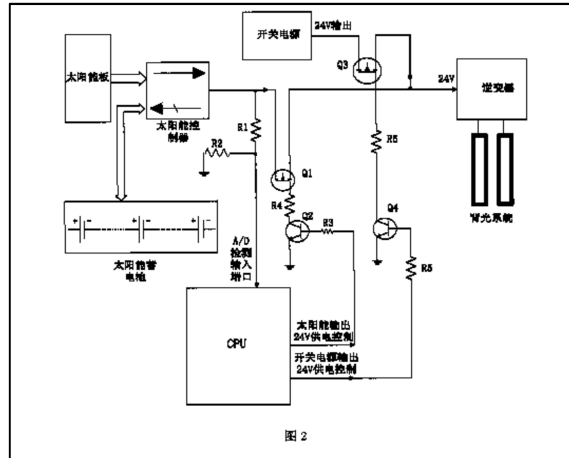 开关电源
24V输出
Q3
太阳能板
24V
逆变器
太阳能控
制器
R1
R2
R6
Q1
R4
Q2
R3
Q4
背光系统
R5
太阳能蓄
电池
A/D
检测
输入
端口
太阳能输出
24V供电控制
CPU
开关电源输出
24V供电控制
图2